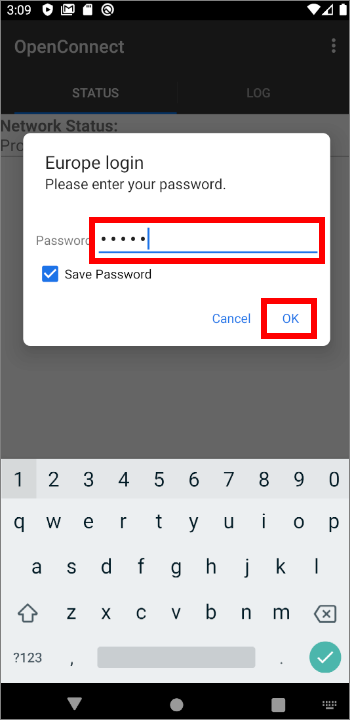 3:09
OpenConnect
STATUS LOG
Network Status:
Europe login
Please enter your password.
Password
•••••
Save Password
Cancel OK
1 2 3 4 5 6 7 8 9 0
q w e r t y u i o p
a s d f g h j k l
z x c v b n m
?123 , .